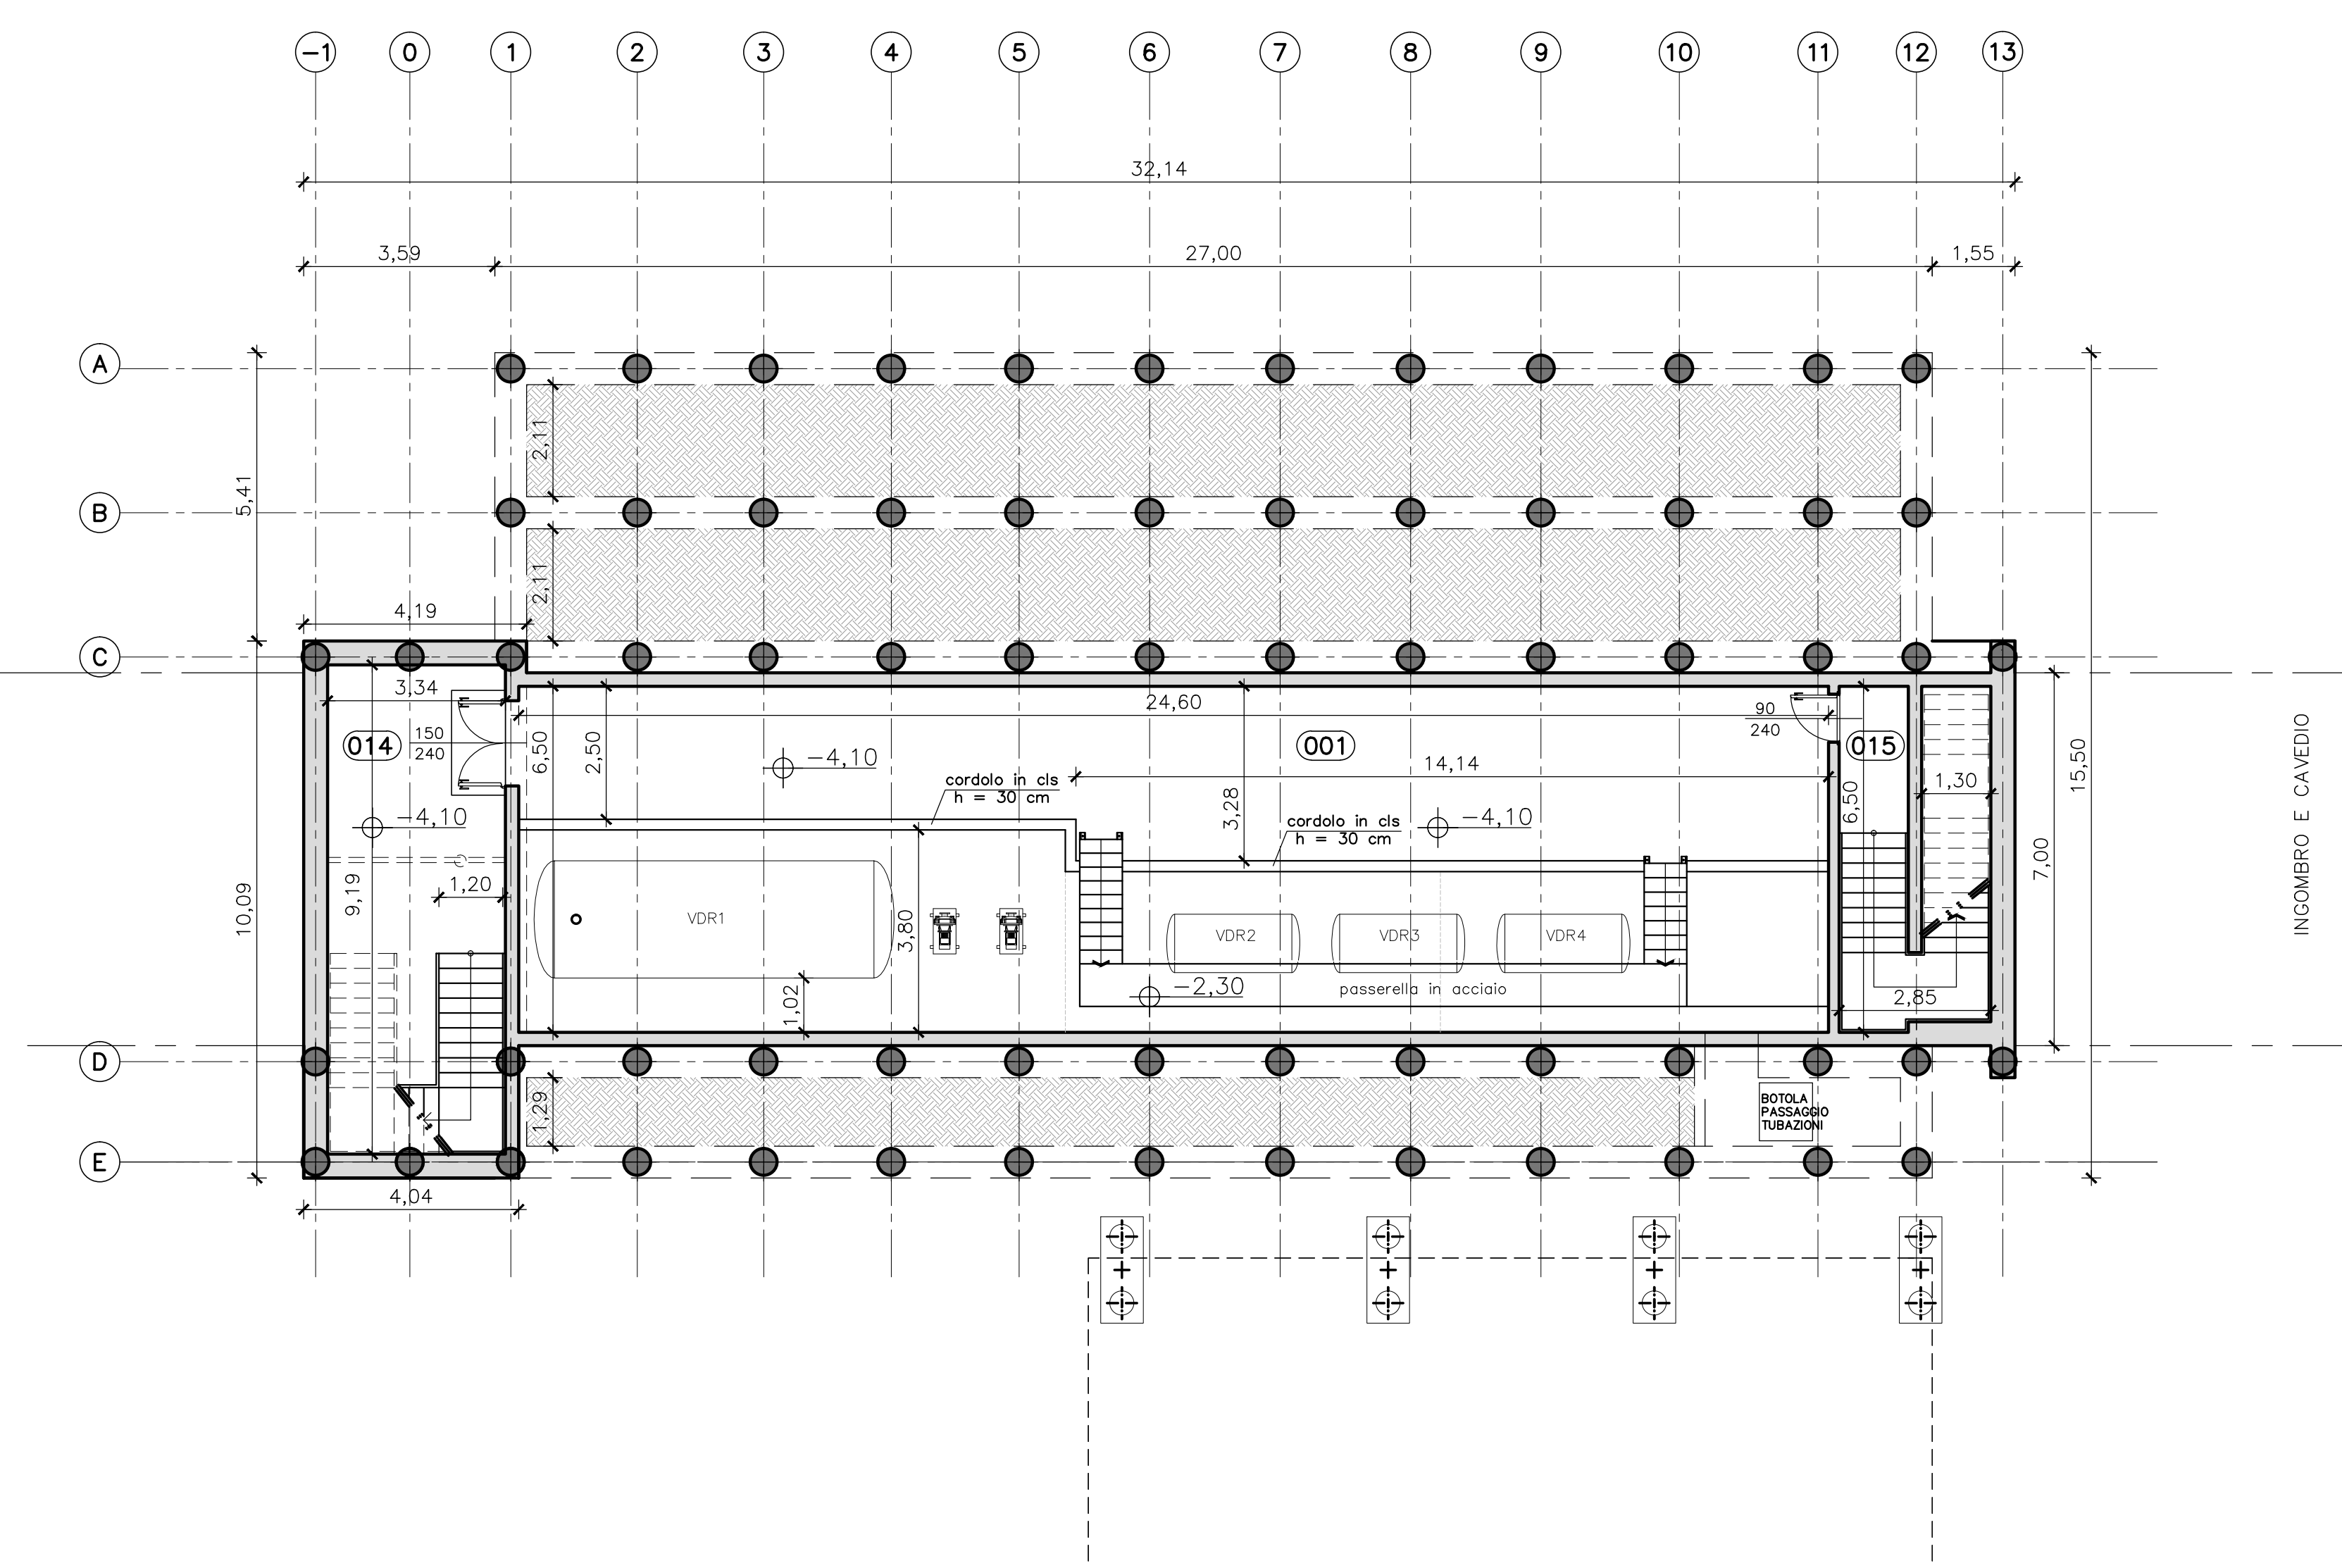 -1 0 1 2 3 4 5 6 7 8 9 10 11 12 13
32,14
3,59 27,00 1,55
A
2,11
5,41
B
2,11
4,19
C
3,34
24,60
90
240
150
240
014
001
015
6,50
2,50
-4,10
14,14
15,50
INGOMBRO E CAVEDIO
cordolo in cls
h = 30 cm
1,30
3,28
6,50
-4,10
cordolo in cls
h = 30 cm
-4,10
7,00
9,19
1,20
10,09
VDR1
3,80
VDR2
VDR3
VDR4
-2,30
passerella in acciaio
1,02
2,85
D
1,29
BOTOLA
PASSAGGIO
TUBAZIONI
E
4,04